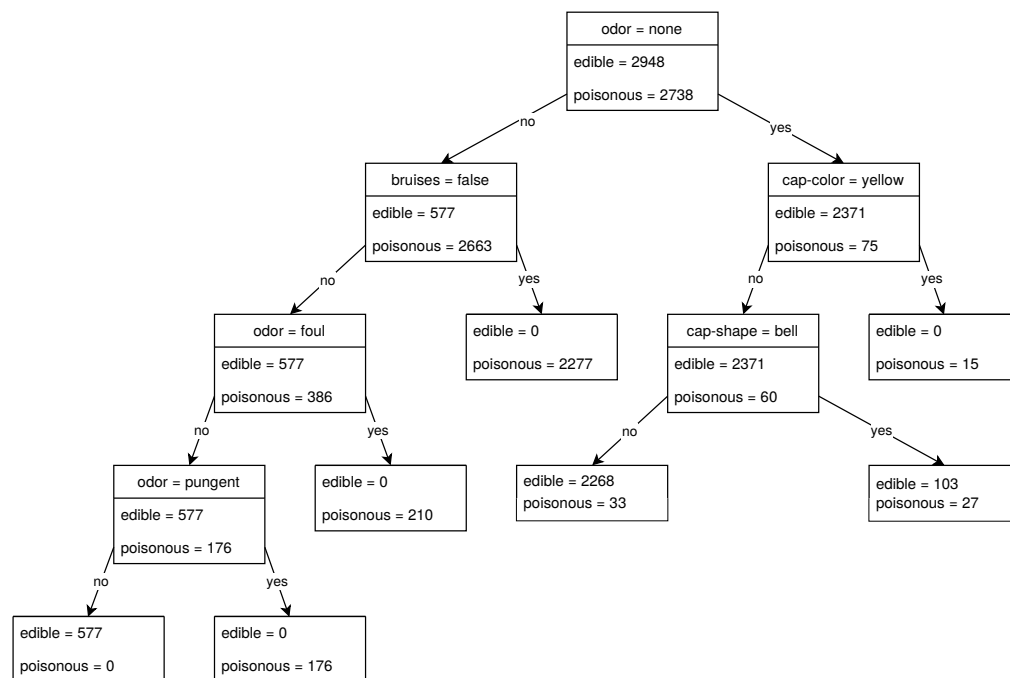 odor = none
edible = 2948
poisonous = 2738
no
yes
bruises = false
edible = 577
poisonous = 2663
cap-color = yellow
edible = 2371
poisonous = 75
no
yes
no
yes
odor = foul
edible = 577
poisonous = 386
edible = 0
poisonous = 2277
cap-shape = bell
edible = 2371
poisonous = 60
edible = 0
poisonous = 15
no
yes
no
yes
odor = pungent
edible = 577
poisonous = 176
edible = 0
poisonous = 210
edible = 2268
poisonous = 33
edible = 103
poisonous = 27
no
yes
edible = 577
poisonous = 0
edible = 0
poisonous = 176